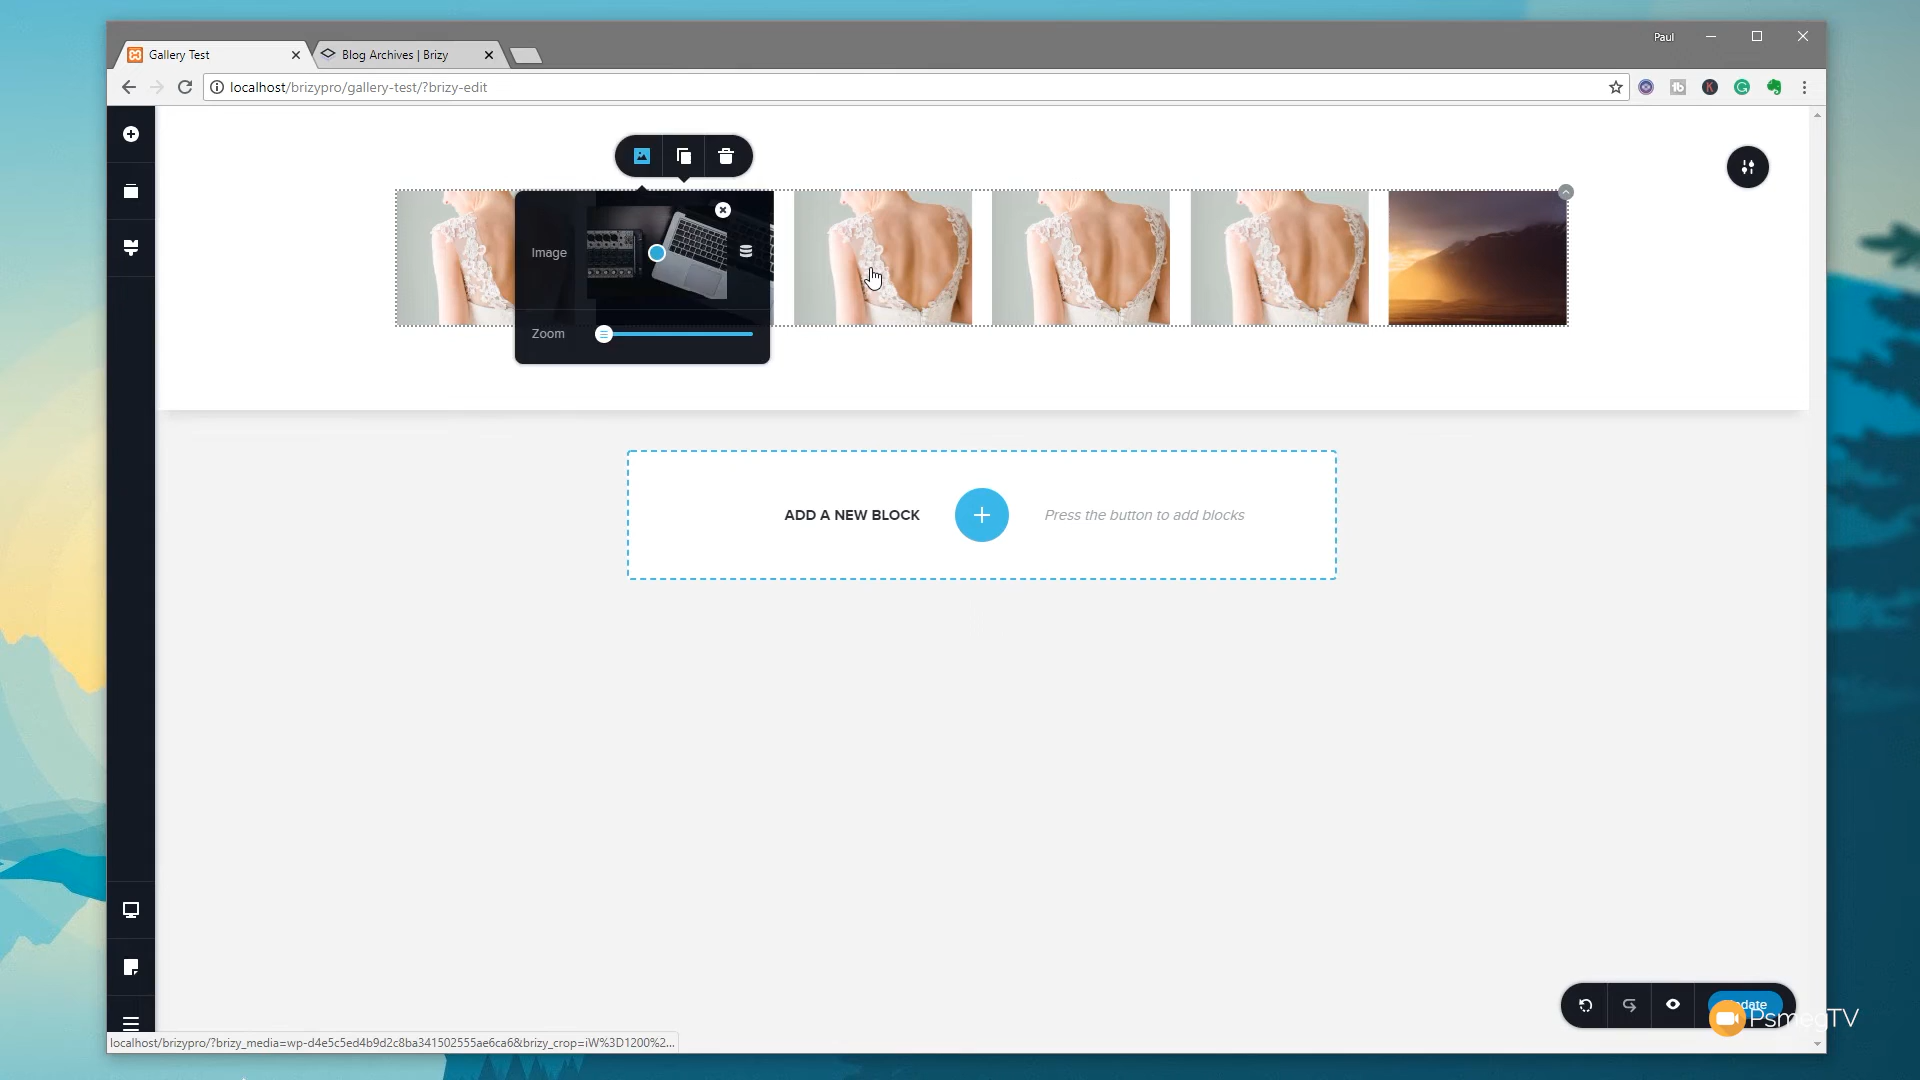 Paul
Gallery Test
Blog Archives | Brizy
localhost/brizypro/gallery-test/?brizy-edit
Image
Zoom
ADD A NEW BLOCK
Press the button to add blocks
PsmegTV
localhost/brizypro/?brizy_media=wp-d4e5c5ed4b9d2c8ba341502555ae6ca6&brizy_crop=iW%3D1200%2...